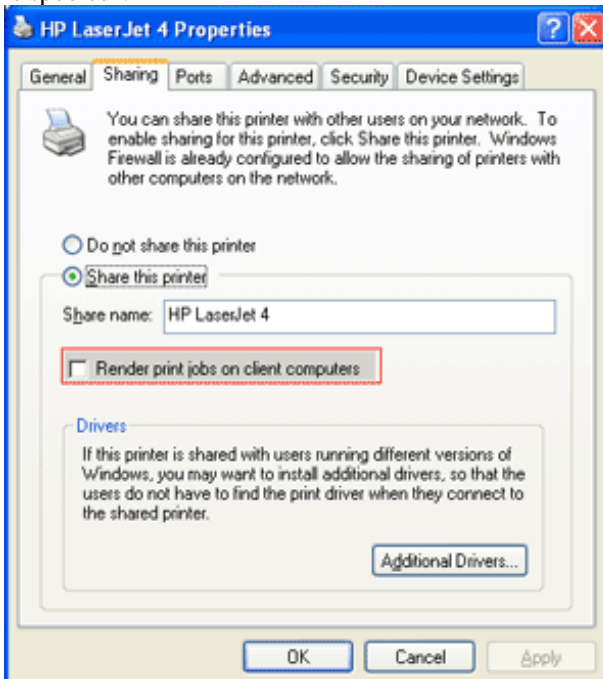 HP LaserJet 4 Properties
General Sharing Ports Advanced Security Device Settings
You can share this printer with other users on your network. To
enable sharing for this printer, click Share this printer. Windows
Firewall is already configured to allow the sharing of printers with
other computers on the network.
Do not share this printer
Share this printer
Share name: HP LaserJet 4
Render print jobs on client computers
Drivers
If this printer is shared with users running different versions of
Windows, you may want to install additional drivers, so that the
users do not have to find the print driver when they connect to
the shared printer.
Additional Drivers...
OK Cancel Apply